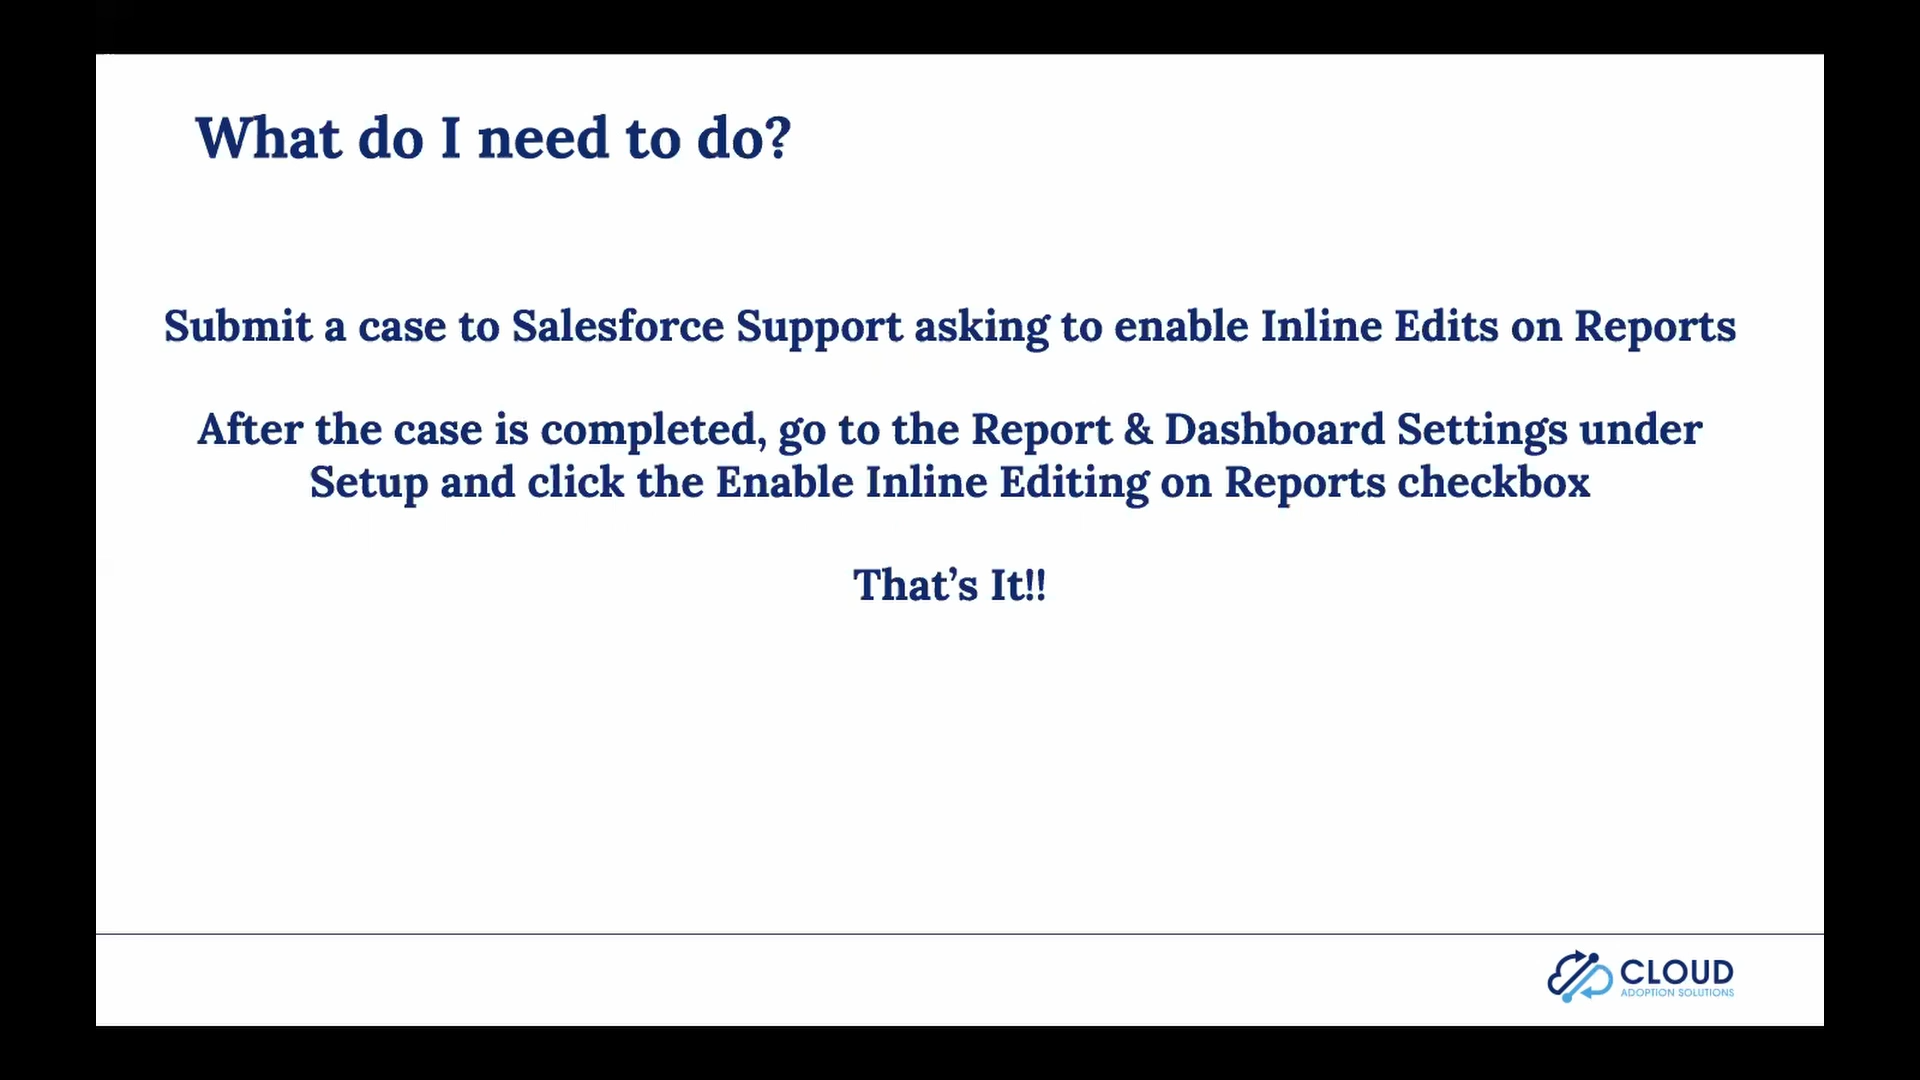 What do I need to do?
Submit a case to Salesforce Support asking to enable Inline Edits on Reports
After the case is completed, go to the Report & Dashboard Settings under
Setup and click the Enable Inline Editing on Reports checkbox
That’s It!!
CLOUD
ADOPTION SOLUTIONS